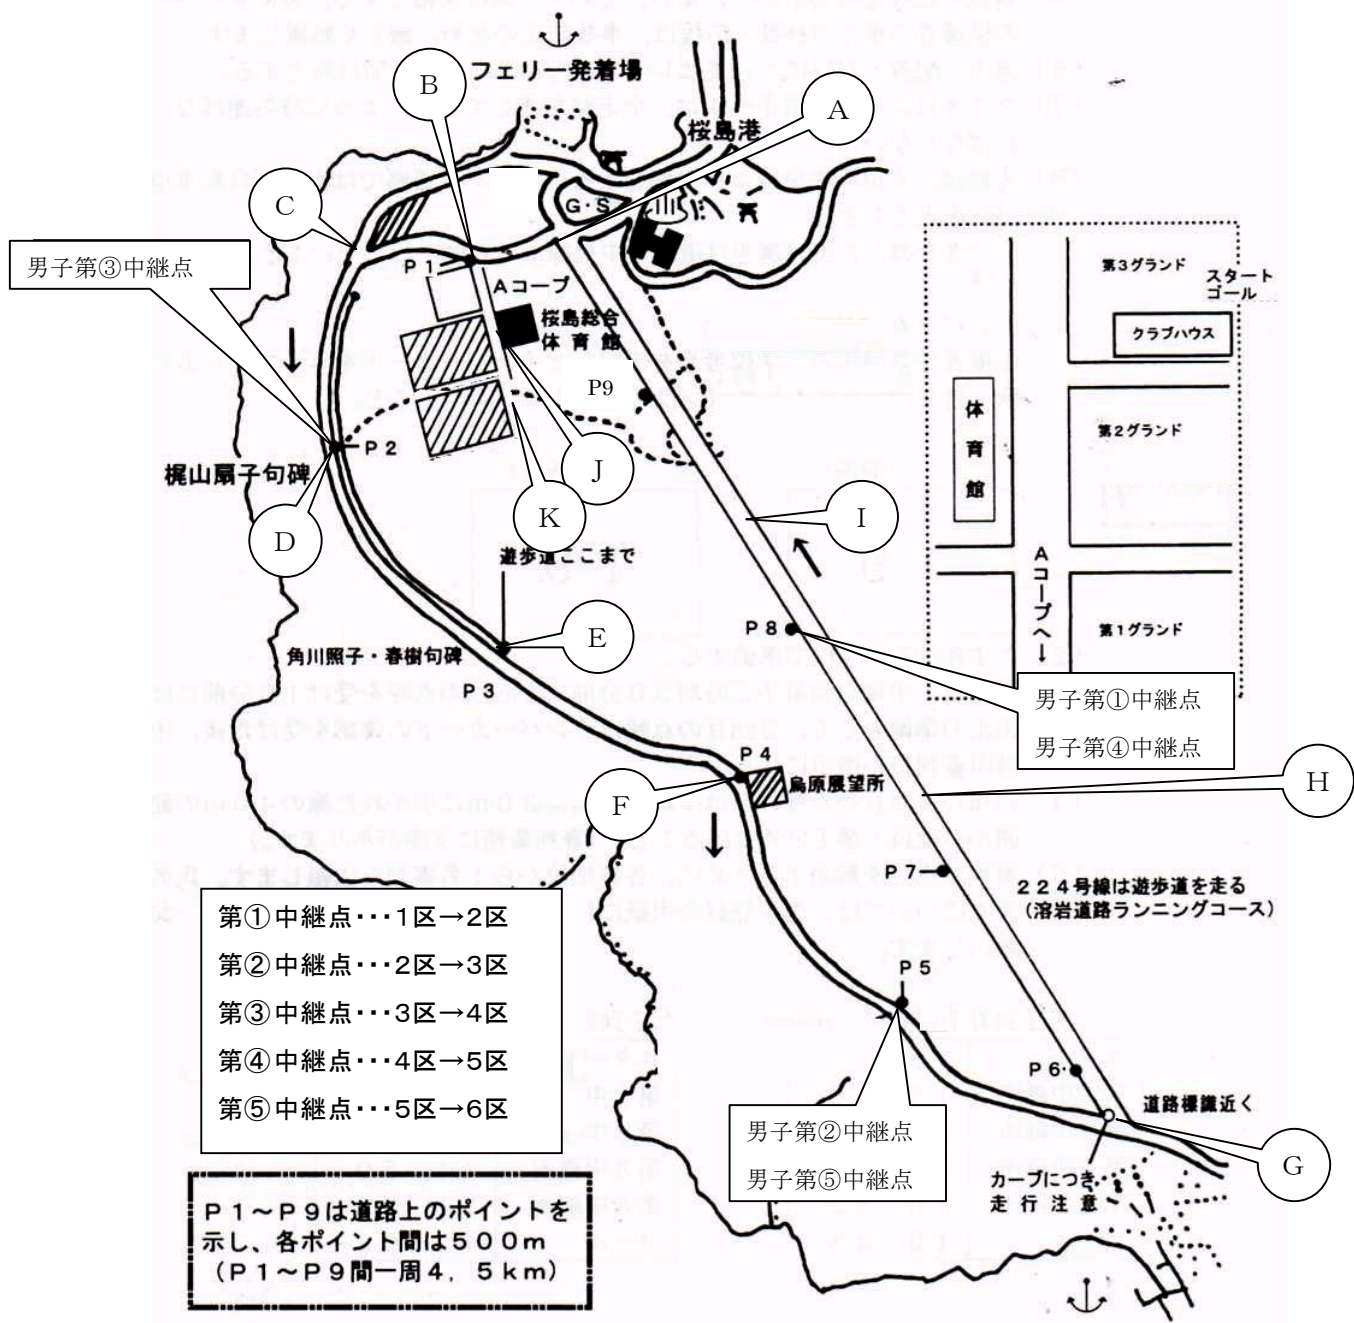 フェリー発着場
桜島港
A
B
C
G・S
P1
Aコープ
桜島総合
体育館
男子第③中継点
P9
P2
梶山扇子句碑
J
K
I
D
遊歩道ここまで
E
角川照子・春樹句碑
P3
P8
男子第①中継点
男子第④中継点
P4
鳥原展望所
F
H
P7
224号線は遊歩道を走る
(溶岩道路ランニングコース)
P5
P6
道路標識近く
男子第②中継点
男子第⑤中継点
G
カーブにつき
走行注意
第3グランド
スタート
ゴール
クラブハウス
体育館
第2グランド
Aコープへ→
第1グランド
第①中継点・・・1区→2区
第②中継点・・・2区→3区
第③中継点・・・3区→4区
第④中継点・・・4区→5区
第⑤中継点・・・5区→6区
P1～P9は道路上のポイントを
示し、各ポイント間は500m
(P1～P9間一周4.5km)